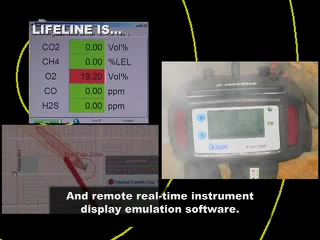 LIFELINE IS...
CO2 0.00 Vol%
CH4 0.00 %LEL
O2 19.20 Vol%
CO 0.00 ppm
H2S 0.00 ppm
Dräger
And remote real-time instrument
display emulation software.